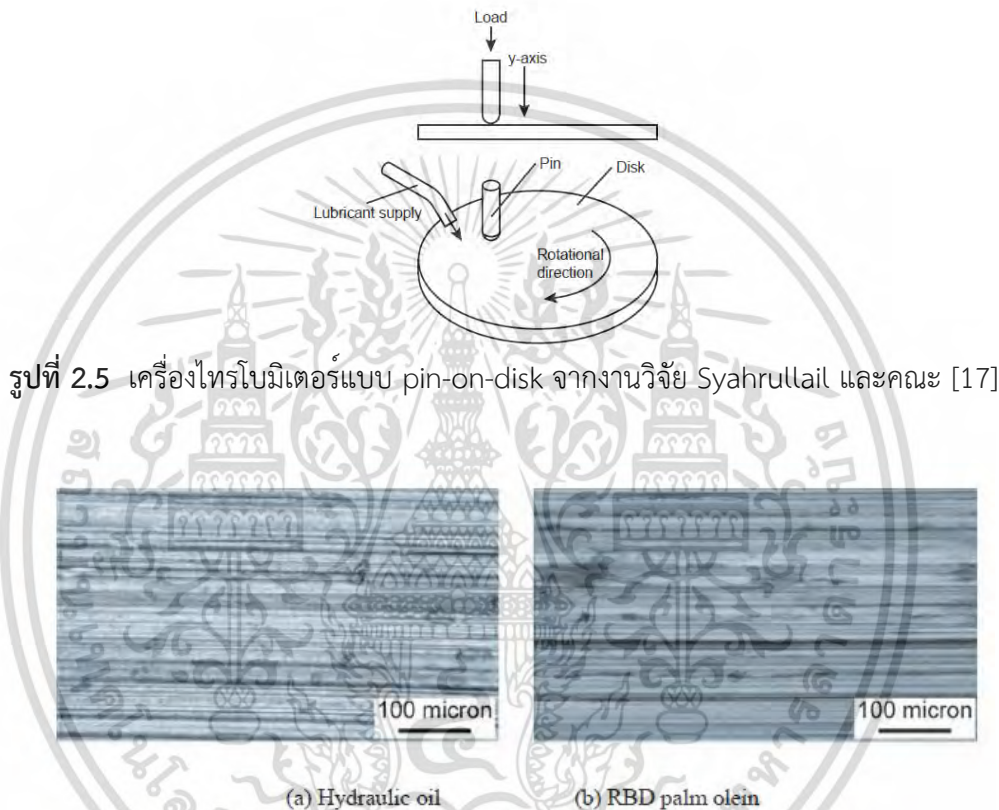 Load
y-axis
Pin
Disk
Lubricant supply
Rotational
direction
รูปที่ 2.5 เครื่องไทรโบมิเตอร์แบบ pin-on-disk จากงานวิจัย Syahrullail และคณะ [17]
100 micron
100 micron
(a) Hydraulic oil
(b) RBD palm olein